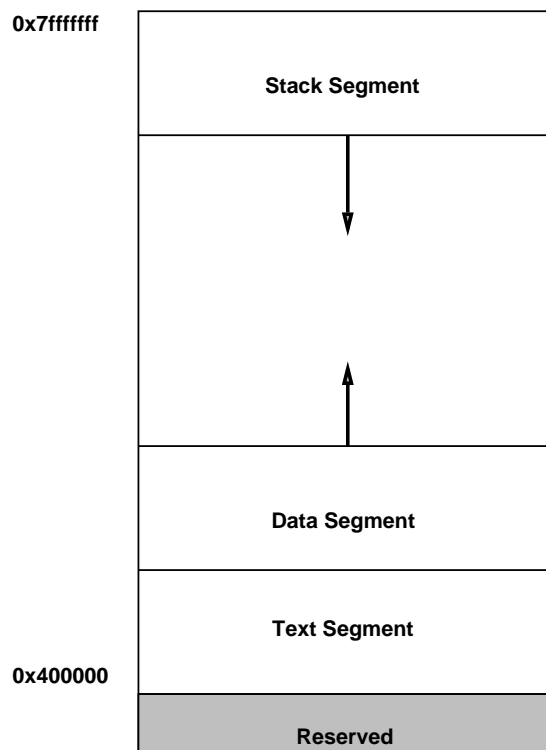 0x7fffffff
Stack Segment
Data Segment
Text Segment
0x400000
Reserved